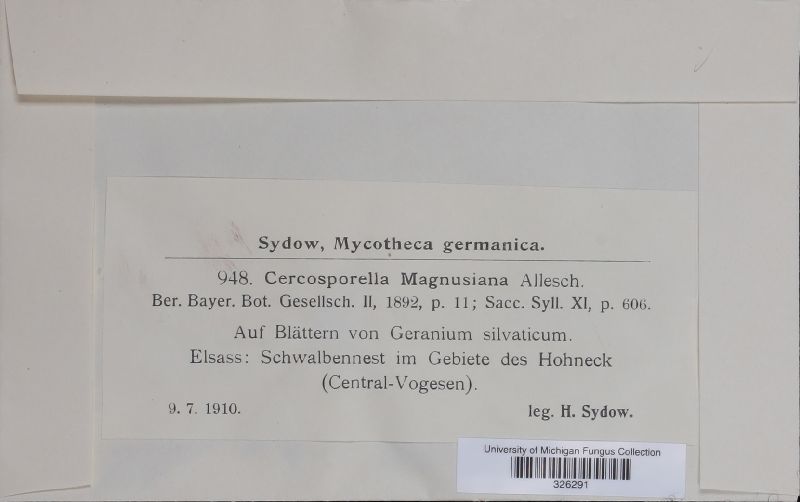 Sydow, Mycotheca germanica.
948. Cercosporella Magnusiana Allesch.
Ber. Bayer. Bot. Gesellsch. II, 1892, p. 11; Sacc. Syll. XI, p. 606.
Auf Blättern von Geranium silvaticum.
Elsass: Schwalbennest im Gebiete des Hohneck
(Central-Vogesen).
9. 7. 1910. leg. H. Sydow.
University of Michigan Fungus Collection
326291